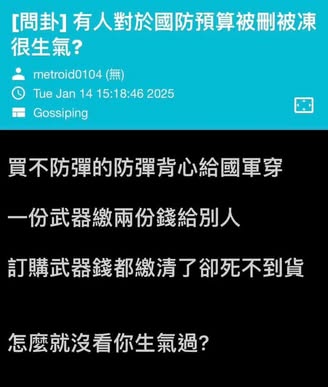 [問卦] 有人對於國防預算被刪被凍
很生氣?
metroid0104 (無)
Tue Jan 14 15:18:46 2025
Gossiping
買不防彈的防彈背心給國軍穿
一份武器繳兩份錢給別人
訂購武器錢都繳清了卻死不到貨
怎麼就沒看你生氣過?